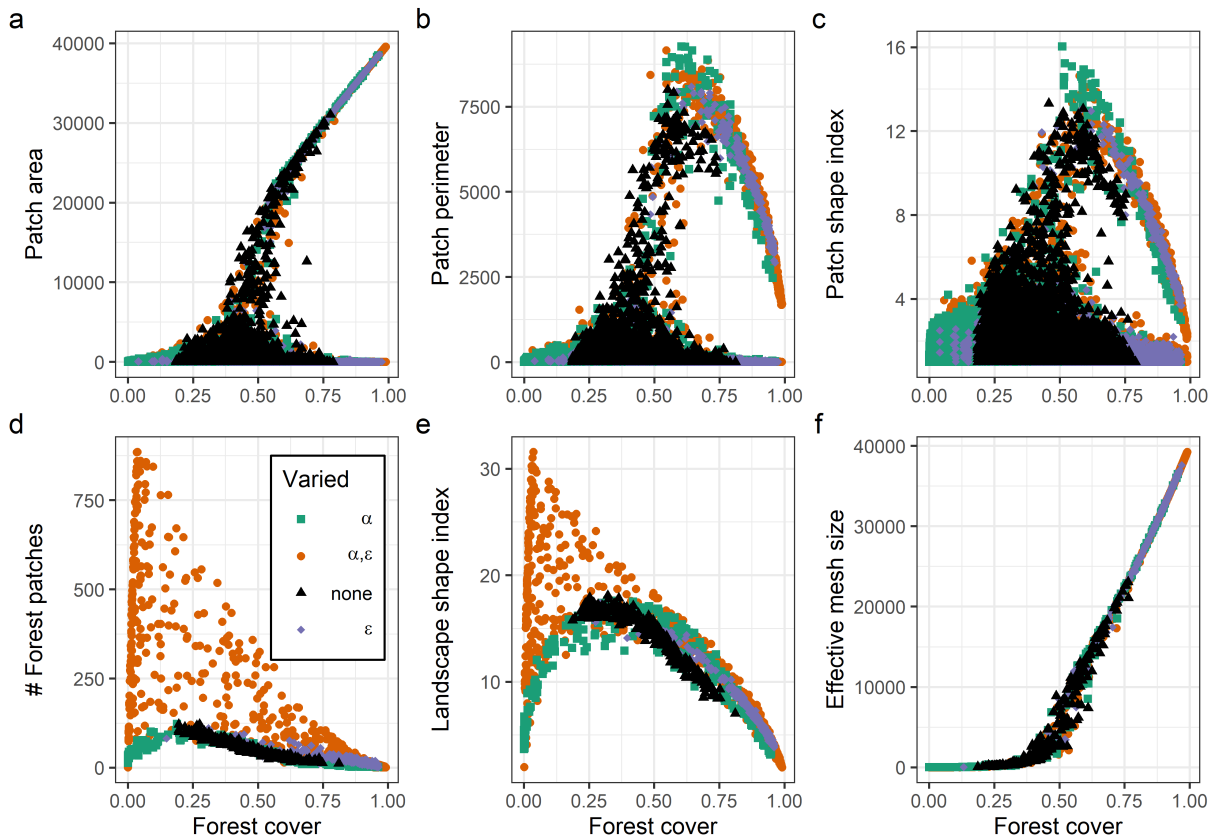 a
b
c
Patch area
40000
30000
20000
10000
0
0.00 0.25 0.50 0.75 1.00
Patch perimeter
7500
5000
2500
0
0.00 0.25 0.50 0.75 1.00
Patch shape index
16
12
8
4
0.00 0.25 0.50 0.75 1.00
d
e
f
# Forest patches
750
500
250
0
Varied
α
α,ε
none
ε
0.00 0.25 0.50 0.75 1.00
Forest cover
Landscape shape index
30
20
10
0.00 0.25 0.50 0.75 1.00
Forest cover
Effective mesh size
40000
30000
20000
10000
0
0.00 0.25 0.50 0.75 1.00
Forest cover